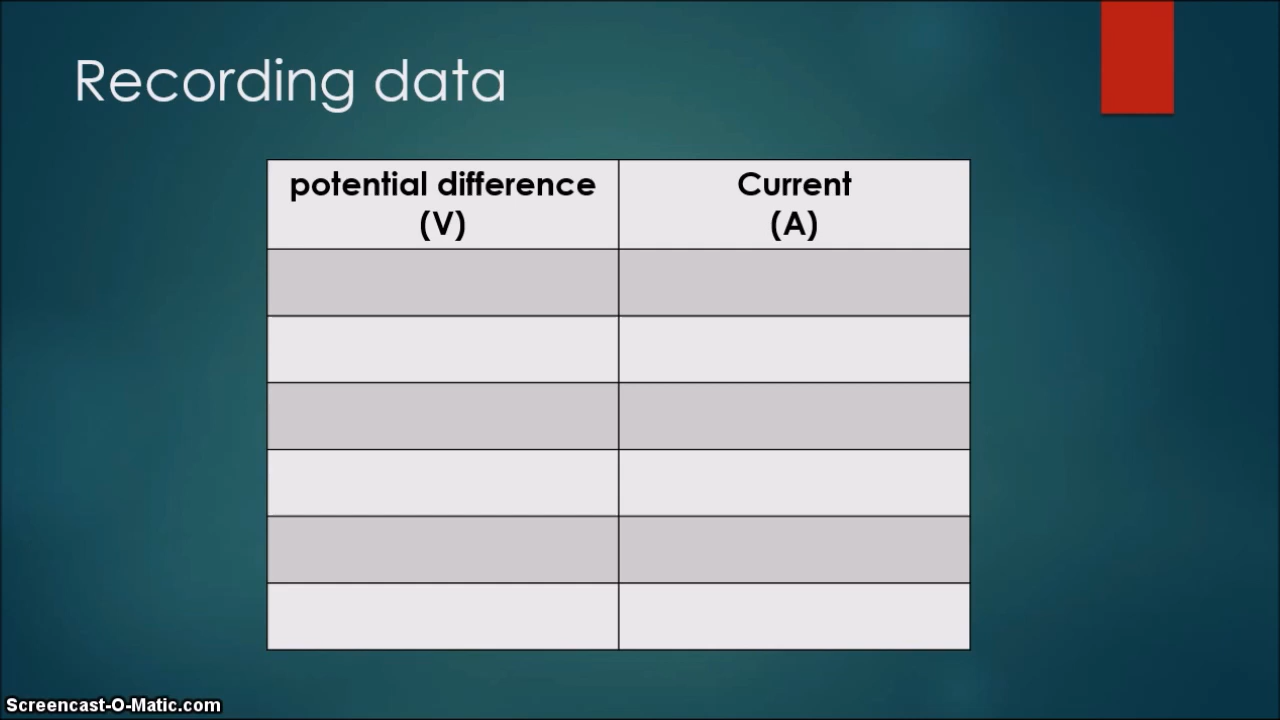 Recording data
potential difference
(V)
Current
(A)
Screencast-O-Matic.com